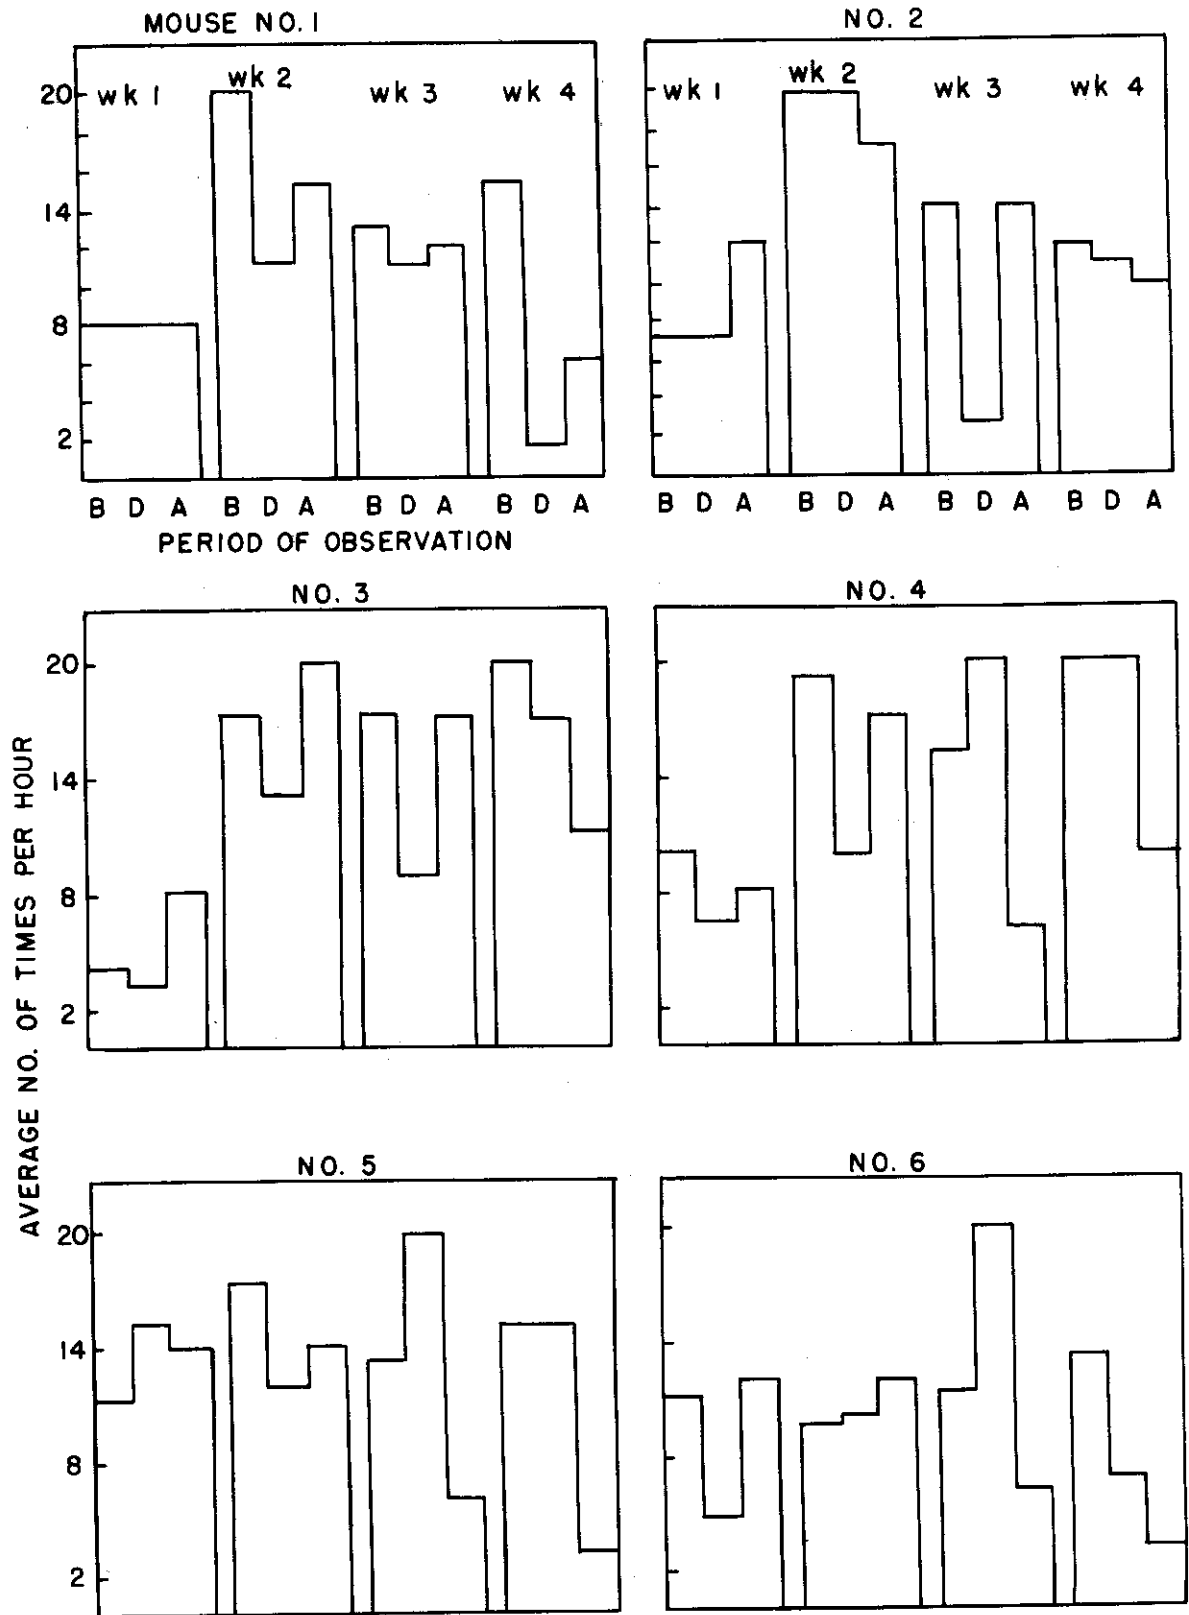 MOUSE NO. 1
NO. 2
wk 1 wk 2 wk 3 wk 4
wk 1 wk 2 wk 3 wk 4
20
14
8
2
B D A B D A B D A B D A
B D A B D A B D A B D A
PERIOD OF OBSERVATION
NO. 3
NO. 4
20
14
8
2
AVERAGE NO. OF TIMES PER HOUR
NO. 5
NO. 6
20
14
8
2